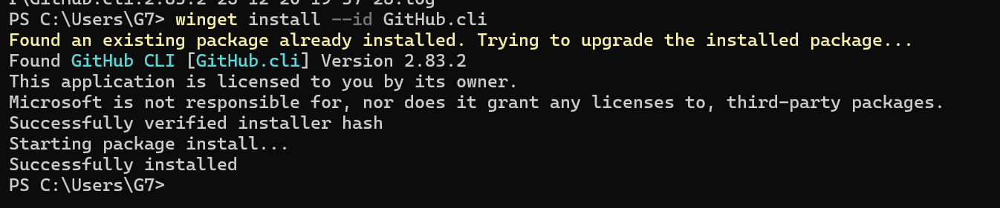 PS C:\Users\G7> winget install --id GitHub.cli
Found an existing package already installed. Trying to upgrade the installed package...
Found GitHub CLI [GitHub.cli] Version 2.83.2
This application is licensed to you by its owner.
Microsoft is not responsible for, nor does it grant any licenses to, third-party packages.
Successfully verified installer hash
Starting package install...
Successfully installed
PS C:\Users\G7>